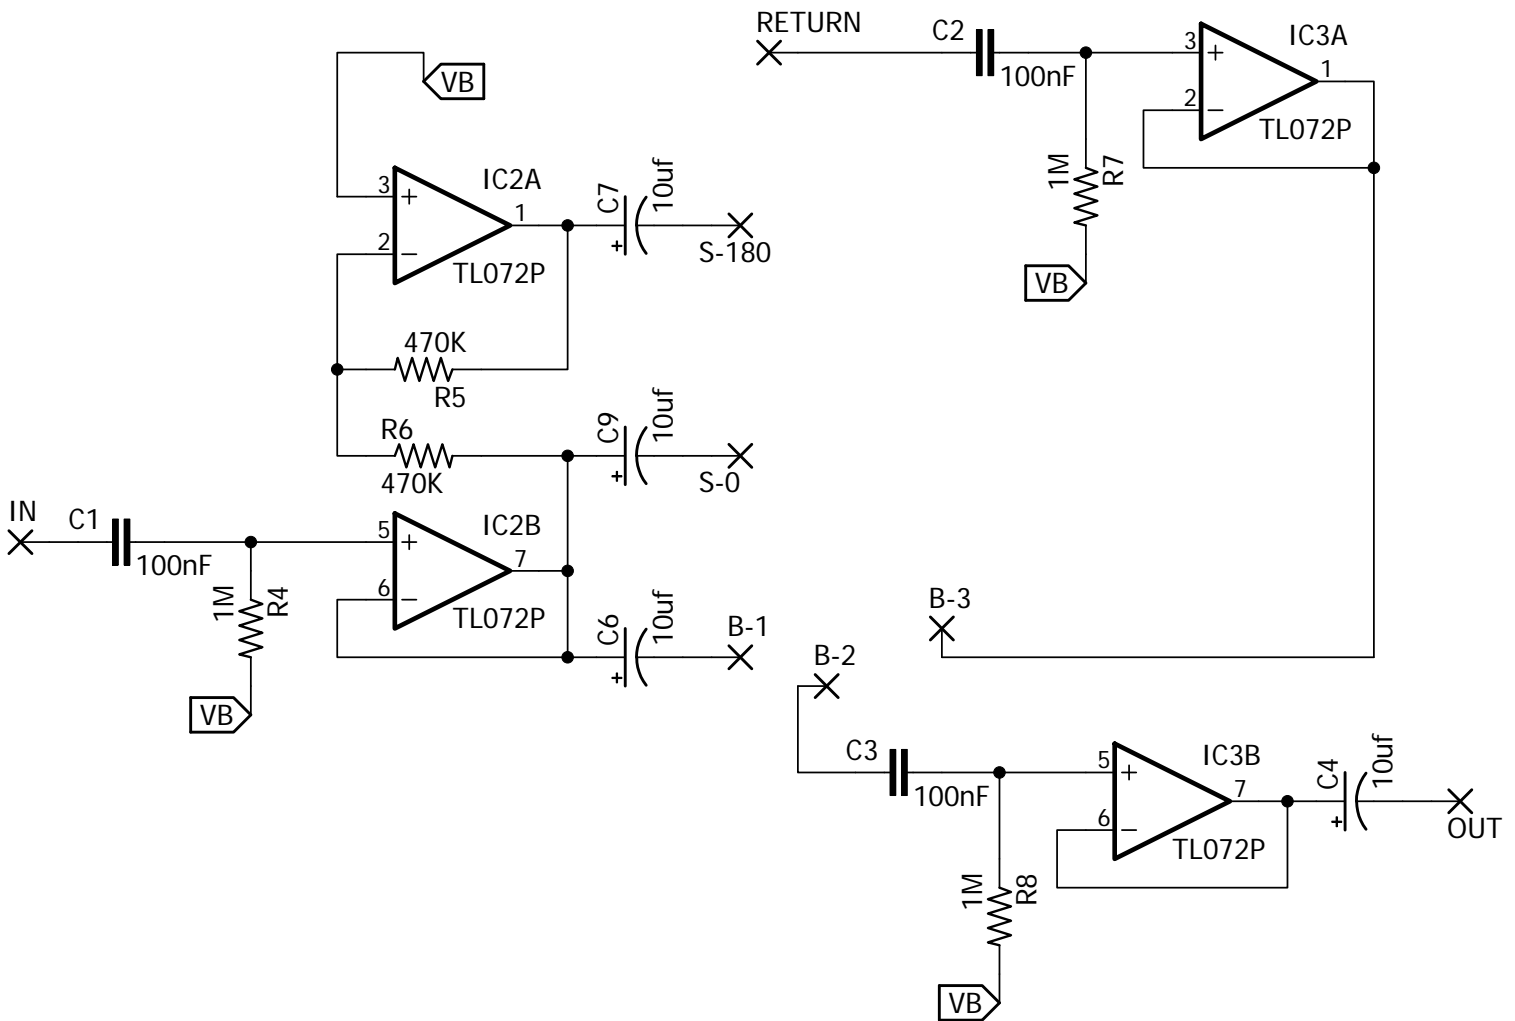 RETURN
C2
100nF
3
+
2
−
1
IC3A
TL072P
1M
R7
VB
VB
3
+
2
−
1
IC2A
TL072P
C7
10uf
+
S-180
470K
R5
R6
470K
C9
10uf
+
S-0
IN
C1
100nF
1M
R4
VB
5
+
6
−
7
IC2B
TL072P
C6
10uf
+
B-1
B-3
B-2
C3
100nF
1M
R8
VB
5
+
6
−
7
IC3B
TL072P
C4
10uf
+
OUT